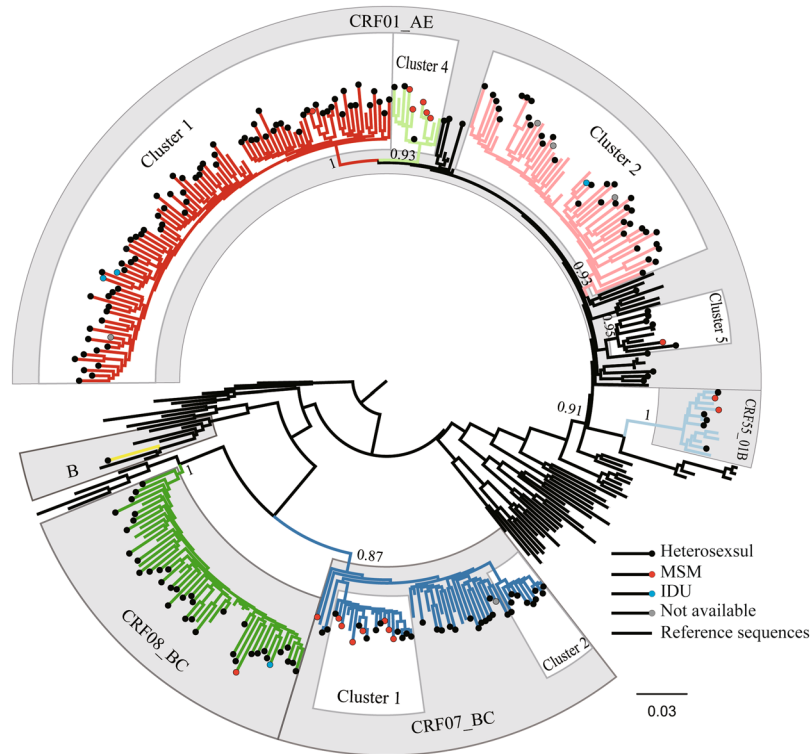 CRF01_AE
Cluster 4
Cluster 1
Cluster 2
0.93
1
0.93
Cluster 5
0.95
0.91
1
CRF55_01B
B
1
0.87
Heterosexsul
MSM
IDU
Not available
Reference sequences
CRF08_BC
Cluster 2
Cluster 1
CRF07_BC
0.03